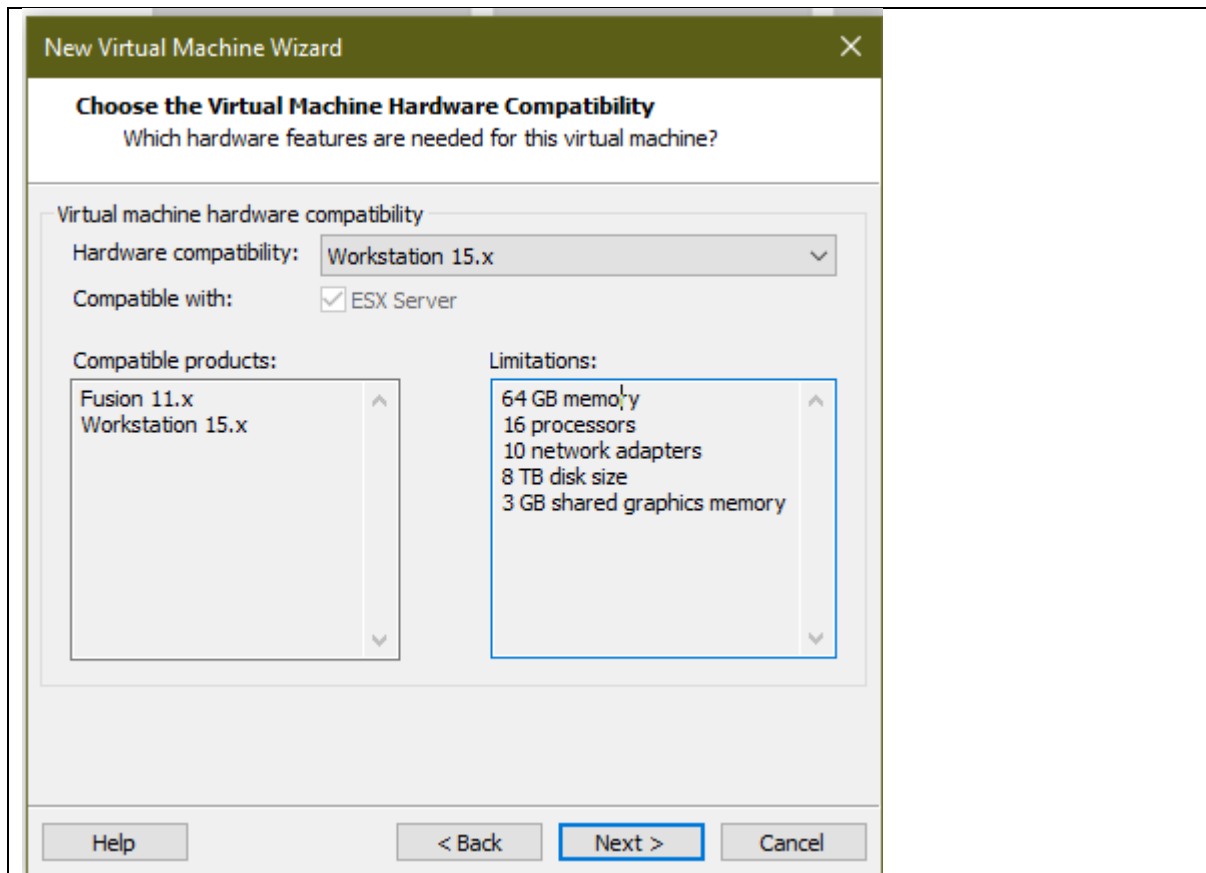 New Virtual Machine Wizard
Choose the Virtual Machine Hardware Compatibility
Which hardware features are needed for this virtual machine?
Virtual machine hardware compatibility
Hardware compatibility: Workstation 15.x
Compatible with: ESX Server
Compatible products: Limitations:
Fusion 11.x 64 GB memory
Workstation 15.x 16 processors
10 network adapters
8 TB disk size
3 GB shared graphics memory
Help < Back Next > Cancel